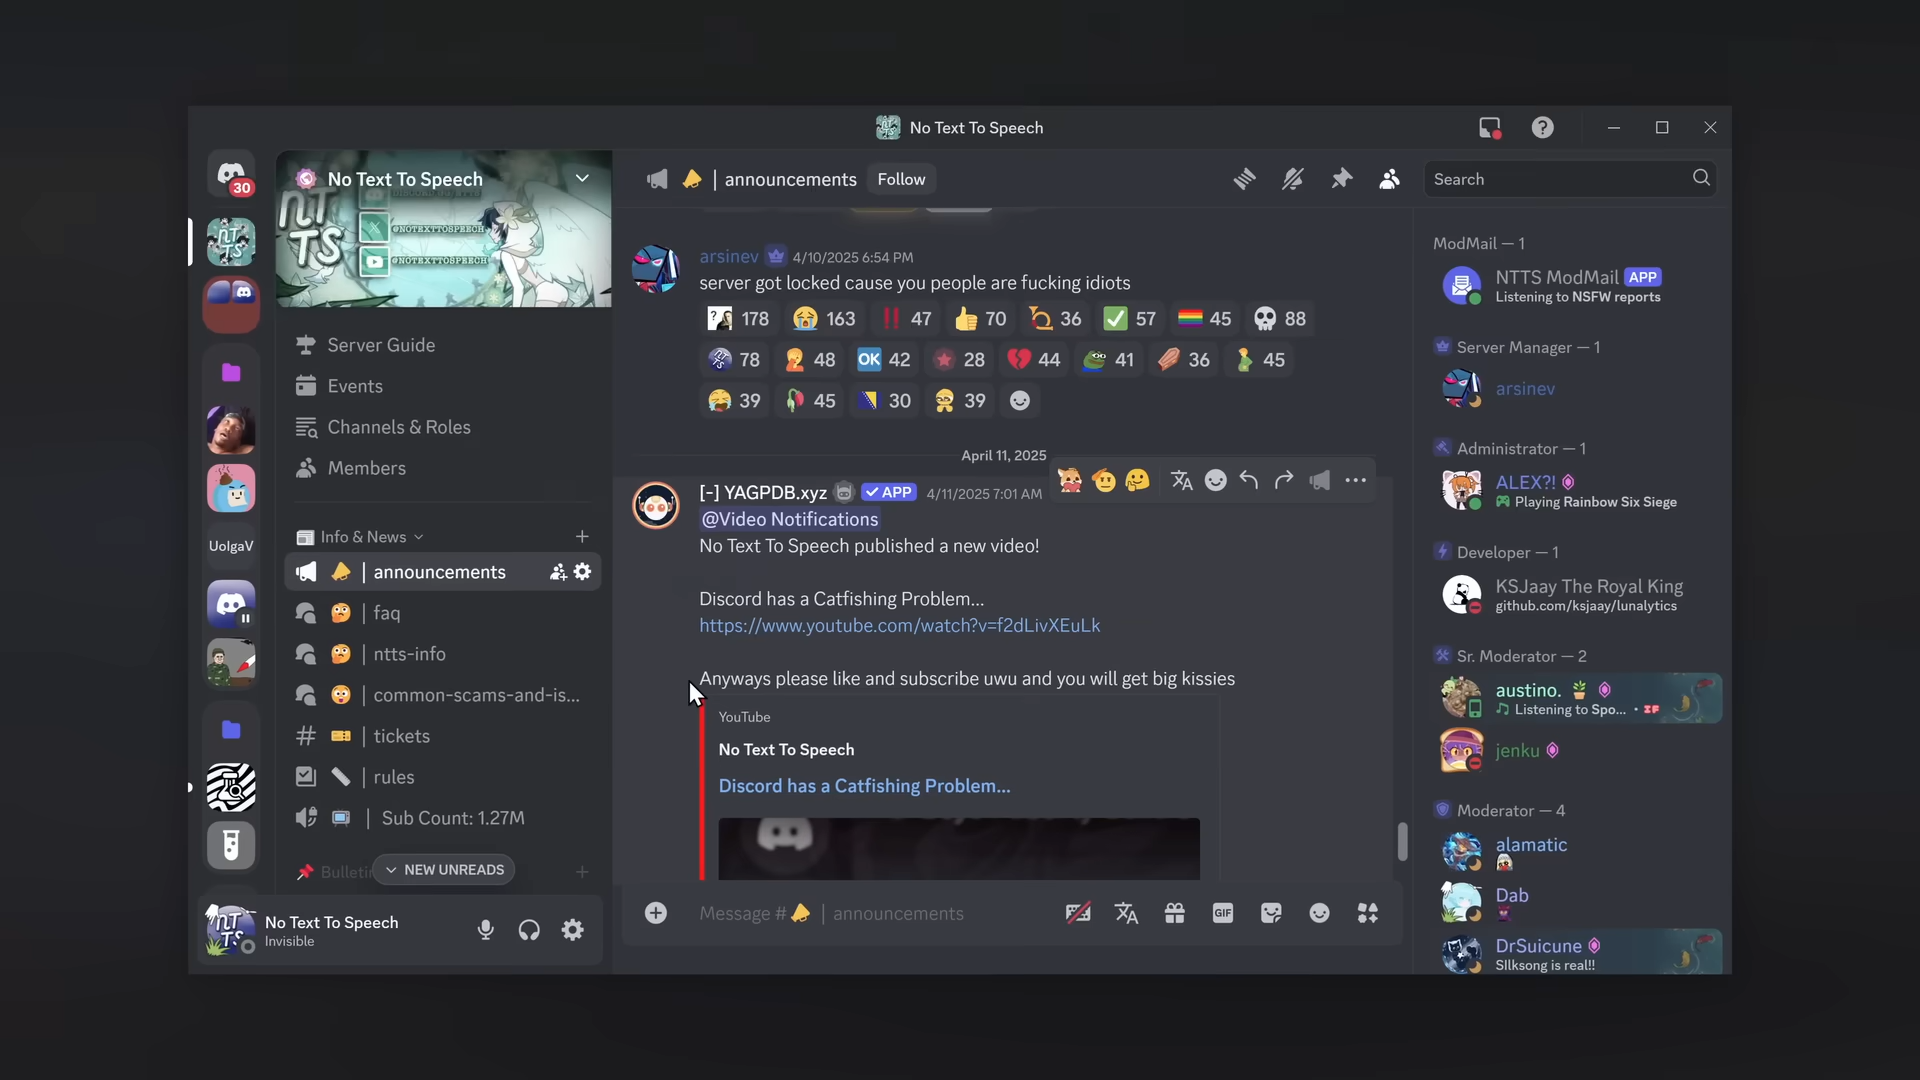 No Text To Speech
30
No Text To Speech
NTTS
@NOTEXTTOSPEECH
@NOTEXTTOSPEECH
Server Guide
Events
Channels & Roles
Members
UolgaV
Info & News
| announcements
| faq
| ntts-info
| common-scams-and-is...
| tickets
| rules
| Sub Count: 1.27M
NEW UNREADS
No Text To Speech
Invisible
| announcements
Follow
Search
arsinev 4/10/2025 6:54 PM
server got locked cause you people are fucking idiots
178 163 47 70 36 57 45 88
78 48 OK 42 28 44 41 36 45
39 45 30 39
April 11, 2025
[-] YAGPDB.xyz APP 4/11/2025 7:01 AM
@Video Notifications
No Text To Speech published a new video!
Discord has a Catfishing Problem...
https://www.youtube.com/watch?v=f2dLivXEuLk
Anyways please like and subscribe uwu and you will get big kissies
YouTube
No Text To Speech
Discord has a Catfishing Problem...
Message # | announcements
GIF
ModMail — 1
NTTS ModMail APP
Listening to NSFW reports
Server Manager — 1
arsinev
Administrator — 1
ALEX?!
Playing Rainbow Six Siege
Developer — 1
KSJaay The Royal King
github.com/ksjaay/lunalytics
Sr. Moderator — 2
austino.
Listening to Spo...
jenku
Moderator — 4
alamatic
Dab
DrSuicune
SIlksong is real!!